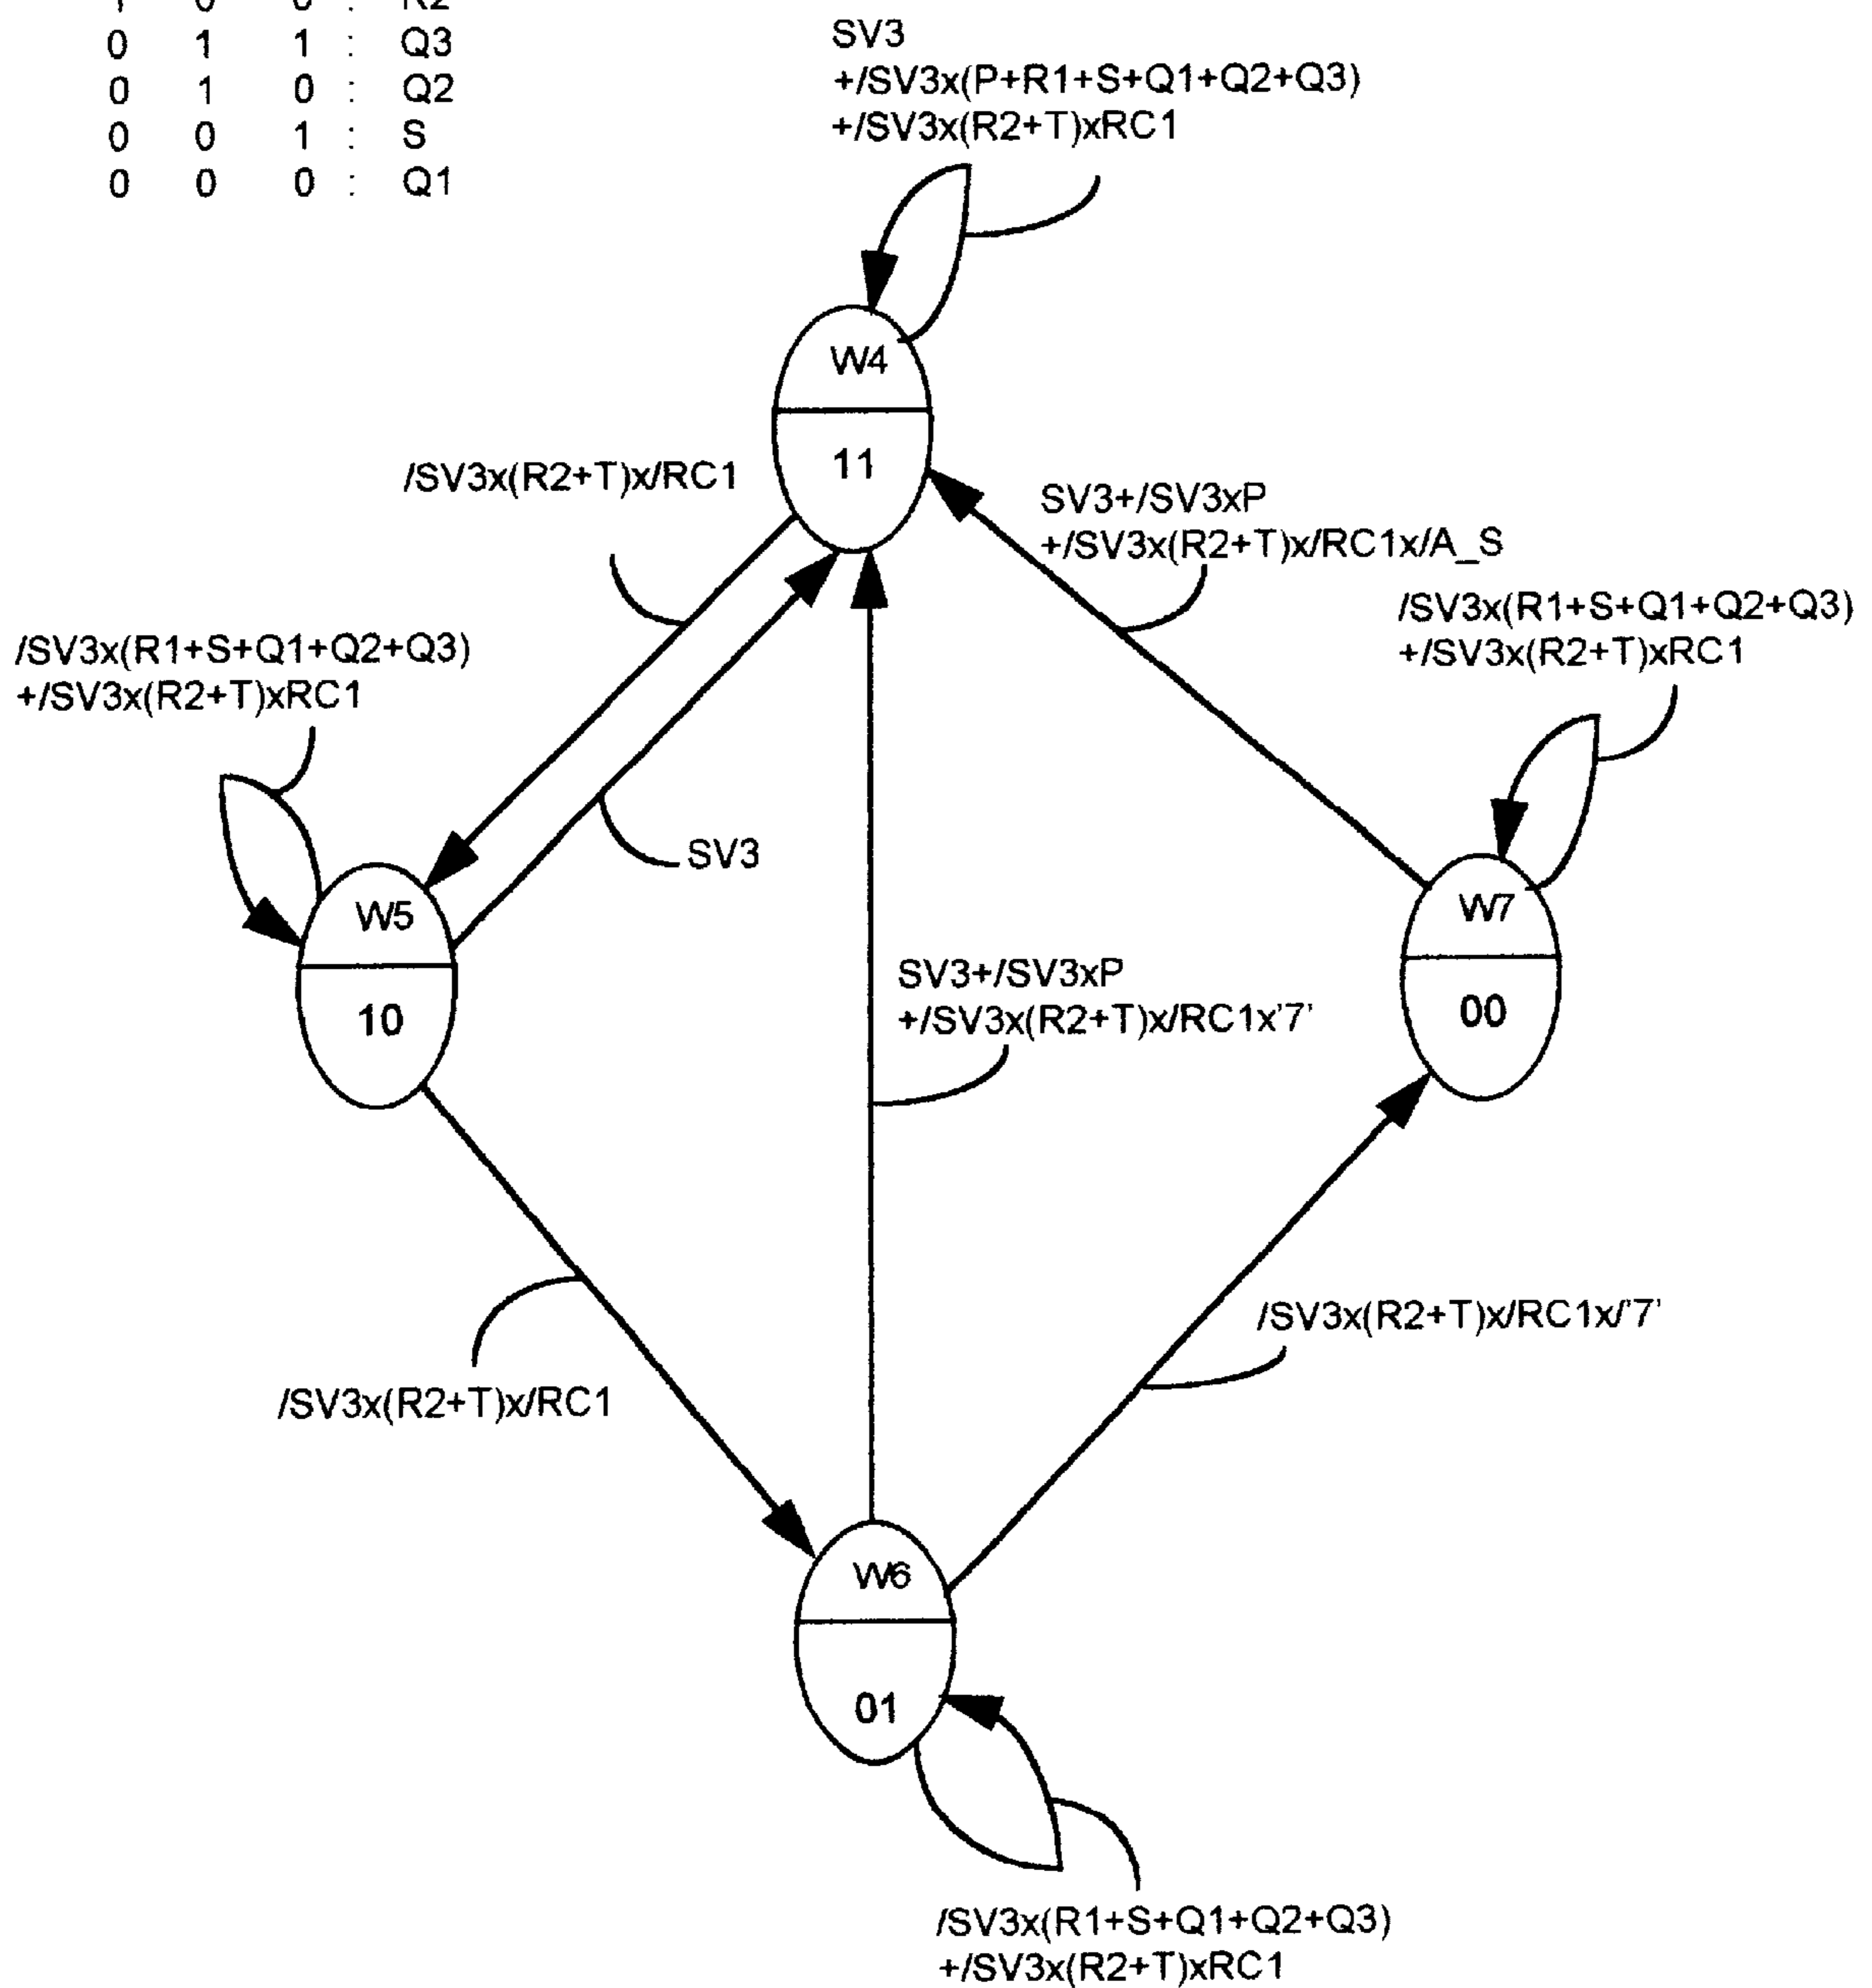 1 0 0 : R2
0 1 1 : Q3
0 1 0 : Q2
0 0 1 : S
0 0 0 : Q1
SV3
+/SV3x(P+R1+S+Q1+Q2+Q3)
+/SV3x(R2+T)xRC1
W4
11
/SV3x(R2+T)x/RC1
SV3+/SV3xP
+/SV3x(R2+T)x/RC1x/A_S
/SV3x(R1+S+Q1+Q2+Q3)
+/SV3x(R2+T)xRC1
/SV3x(R1+S+Q1+Q2+Q3)
+/SV3x(R2+T)xRC1
SV3
W5
10
W7
00
SV3+/SV3xP
+/SV3x(R2+T)x/RC1x'7'
/SV3x(R2+T)x/RC1x/'7'
/SV3x(R2+T)x/RC1
W6
01
/SV3x(R1+S+Q1+Q2+Q3)
+/SV3x(R2+T)xRC1